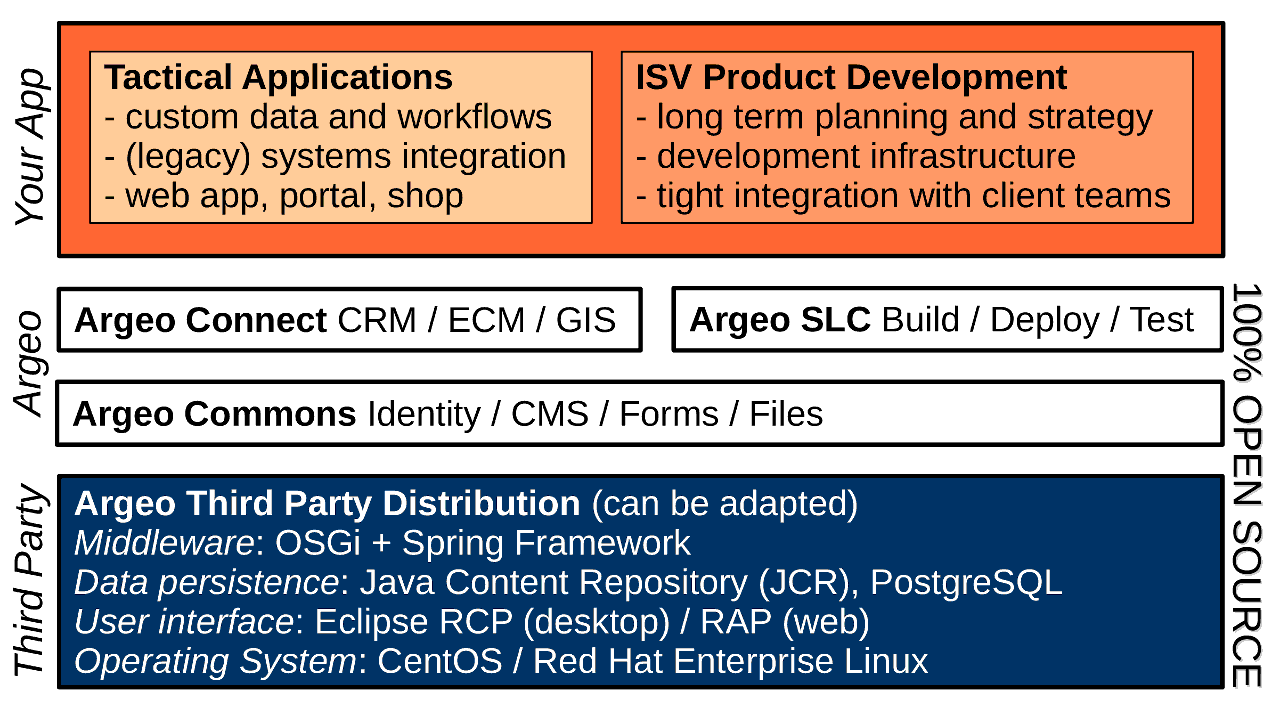 Your App
Tactical Applications
- custom data and workflows
- (legacy) systems integration
- web app, portal, shop
ISV Product Development
- long term planning and strategy
- development infrastructure
- tight integration with client teams
Argeo
Argeo Connect CRM / ECM / GIS
Argeo SLC Build / Deploy / Test
Argeo Commons Identity / CMS / Forms / Files
100% OPEN SOURCE
Third Party
Argeo Third Party Distribution (can be adapted)
Middleware: OSGi + Spring Framework
Data persistence: Java Content Repository (JCR), PostgreSQL
User interface: Eclipse RCP (desktop) / RAP (web)
Operating System: CentOS / Red Hat Enterprise Linux